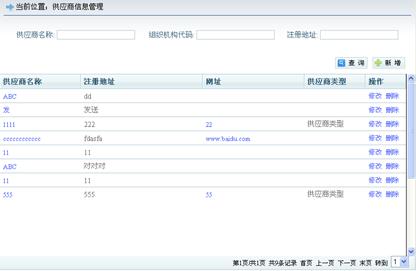 当前位置：供应商信息管理
供应商名称: 组织机构代码: 注册地址:
查 询 新 增
供应商名称 注册地址 网址 供应商类型 操作
ABC dd 修改 删除
发 发送 修改 删除
1111 222 22 供应商类型 修改 删除
cccccccccccc fdasfa www.baidu.com 修改 删除
11 11 修改 删除
ABC 对对对 修改 删除
11 11 修改 删除
555 555 55 供应商类型 修改 删除
第1页/共1页 共9条记录 首页 上一页 下一页 末页 转到 1